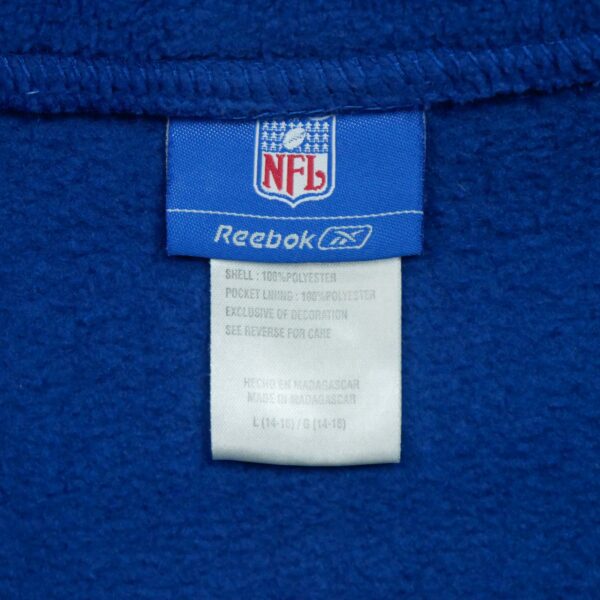 NFL
Reebok
SHELL : 100%POLYESTER
POCKET LINING : 100%POLYESTER
EXCLUSIVE OF DECORATION
SEE REVERSE FOR CARE
HECHO EN MADAGASCAR
MADE IN MADAGASCAR
L (14-16) / G (14-16)